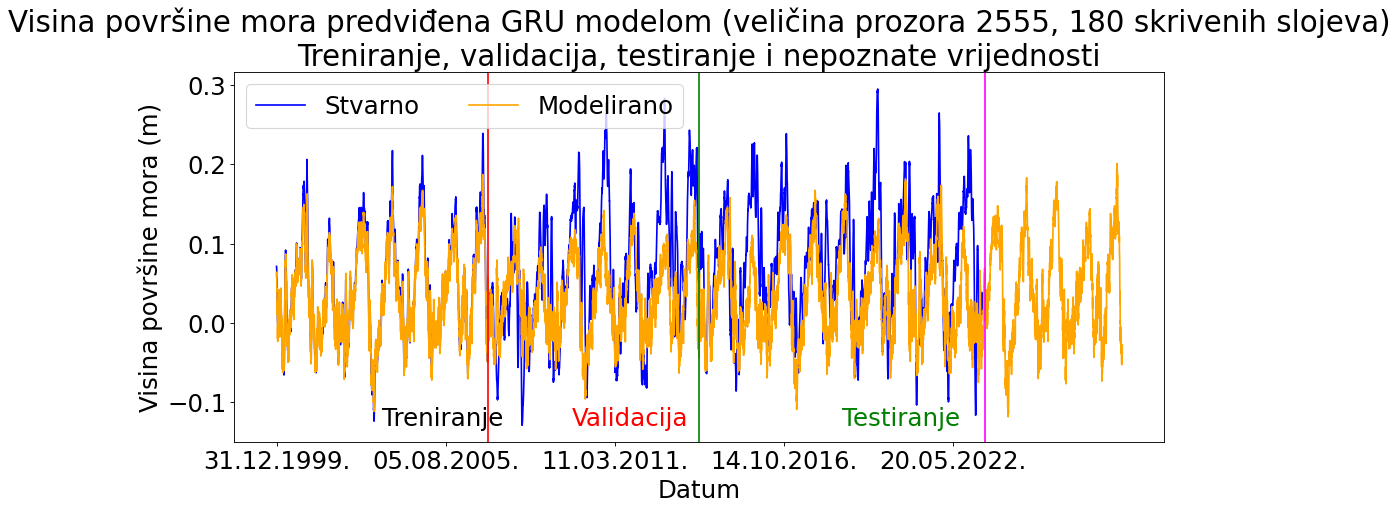 Visina površine mora predviđena GRU modelom (veličina prozora 2555, 180 skrivenih slojeva)
Treniranje, validacija, testiranje i nepoznate vrijednosti
Stvarno Modelirano
Visina površine mora (m)
0.3
0.2
0.1
0.0
−0.1
Treniranje Validacija Testiranje
31.12.1999. 05.08.2005. 11.03.2011. 14.10.2016. 20.05.2022.
Datum